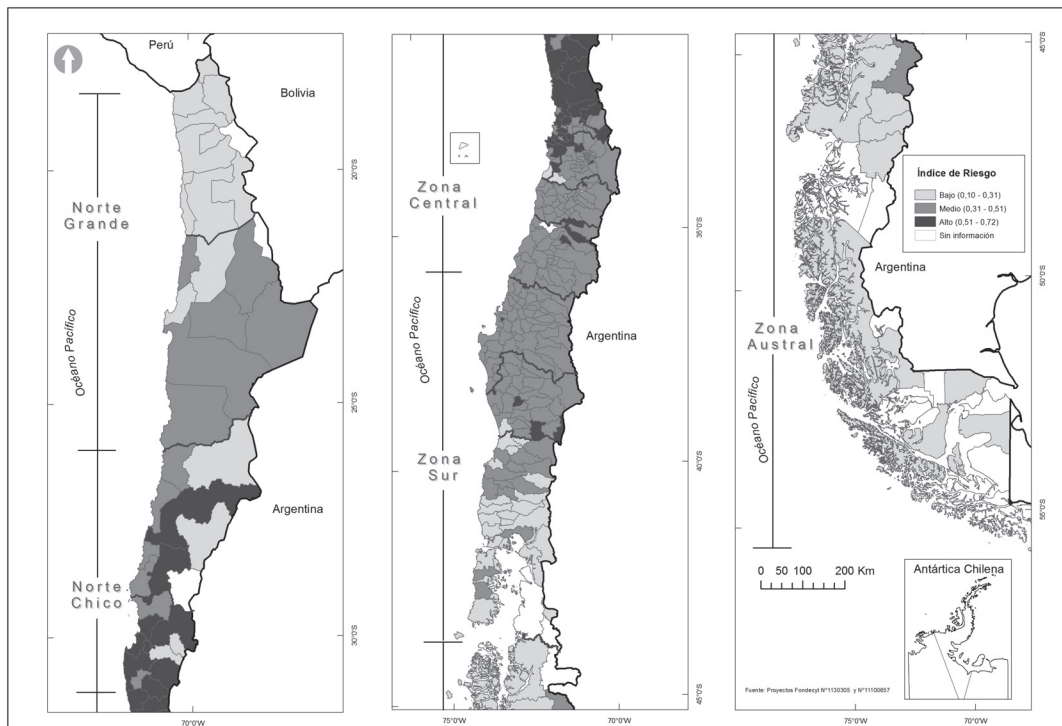 Perú
Bolivia
Norte
Grande
Océano Pacífico
Argentina
Norte
Chico
20°0'S
25°0'S
30°0'S
70°0'W
Zona
Central
Océano Pacífico
Argentina
Zona
Sur
35°0'S
40°0'S
45°0'S
75°0'W
70°0'W
45°0'S
Índice de Riesgo
Bajo (0,10 - 0,31)
Medio (0,31 - 0,51)
Alto (0,51 - 0,72)
Sin información
Argentina
50°0'S
Zona
Austral
Océano Pacífico
55°0'S
0 50 100 200 Km
Antártica Chilena
Fuente: Proyectos Fondecyt N°1130305 y N°11100657
75°0'W
70°0'W